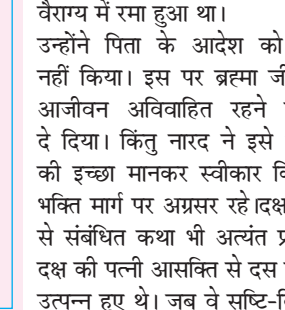 वैराग्य में रमा हुआ था।
उन्होंने पिता के आदेश को
नहीं किया। इस पर ब्रह्मा जी
आजीवन अविवाहित रहने
दे दिया। किंतु नारद ने इसे
की इच्छा मानकर स्वीकार
भक्ति मार्ग पर अग्रसर रहे।दक्ष
से संबंधित कथा भी अत्यंत
दक्ष की पत्नी आसक्ति से दस
उत्पन्न हुए थे। जब वे